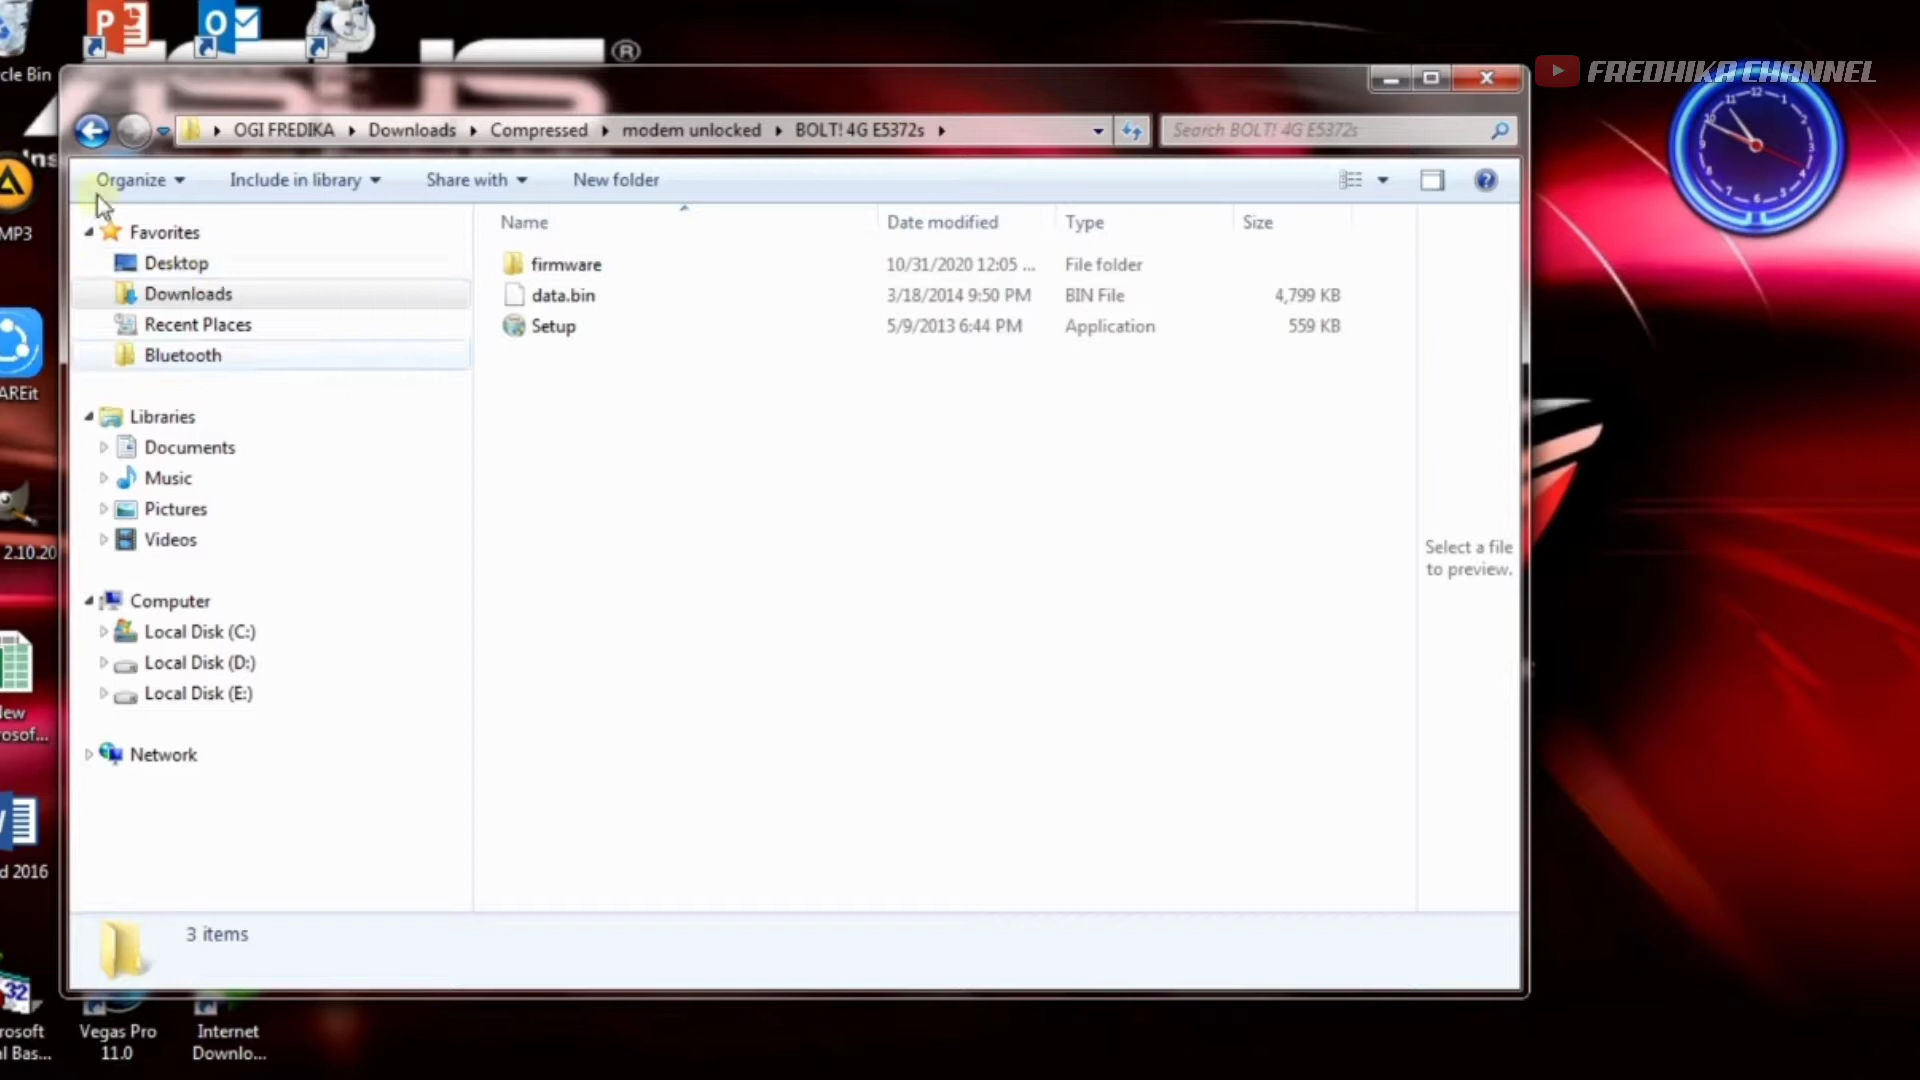 cle Bin
®
FREDHIKA CHANNEL
OGI FREDIKA
Downloads
Compressed
modem unlocked
BOLT! 4G E5372s
Search BOLT! 4G E5372s
Organize
Include in library
Share with
New folder
Name
Date modified
Type
Size
Favorites
Desktop
Downloads
Recent Places
Bluetooth
firmware
10/31/2020 12:05 ...
File folder
data.bin
3/18/2014 9:50 PM
BIN File
4,799 KB
Setup
5/9/2013 6:44 PM
Application
559 KB
Libraries
Documents
Music
Pictures
Videos
Computer
Local Disk (C:)
Local Disk (D:)
Local Disk (E:)
Network
Select a file
to preview.
3 items
MP3
AREit
2.10.20
lew
rosof...
d 2016
32
rosoft
l Bas...
Vegas Pro
11.0
Internet
Downlo...